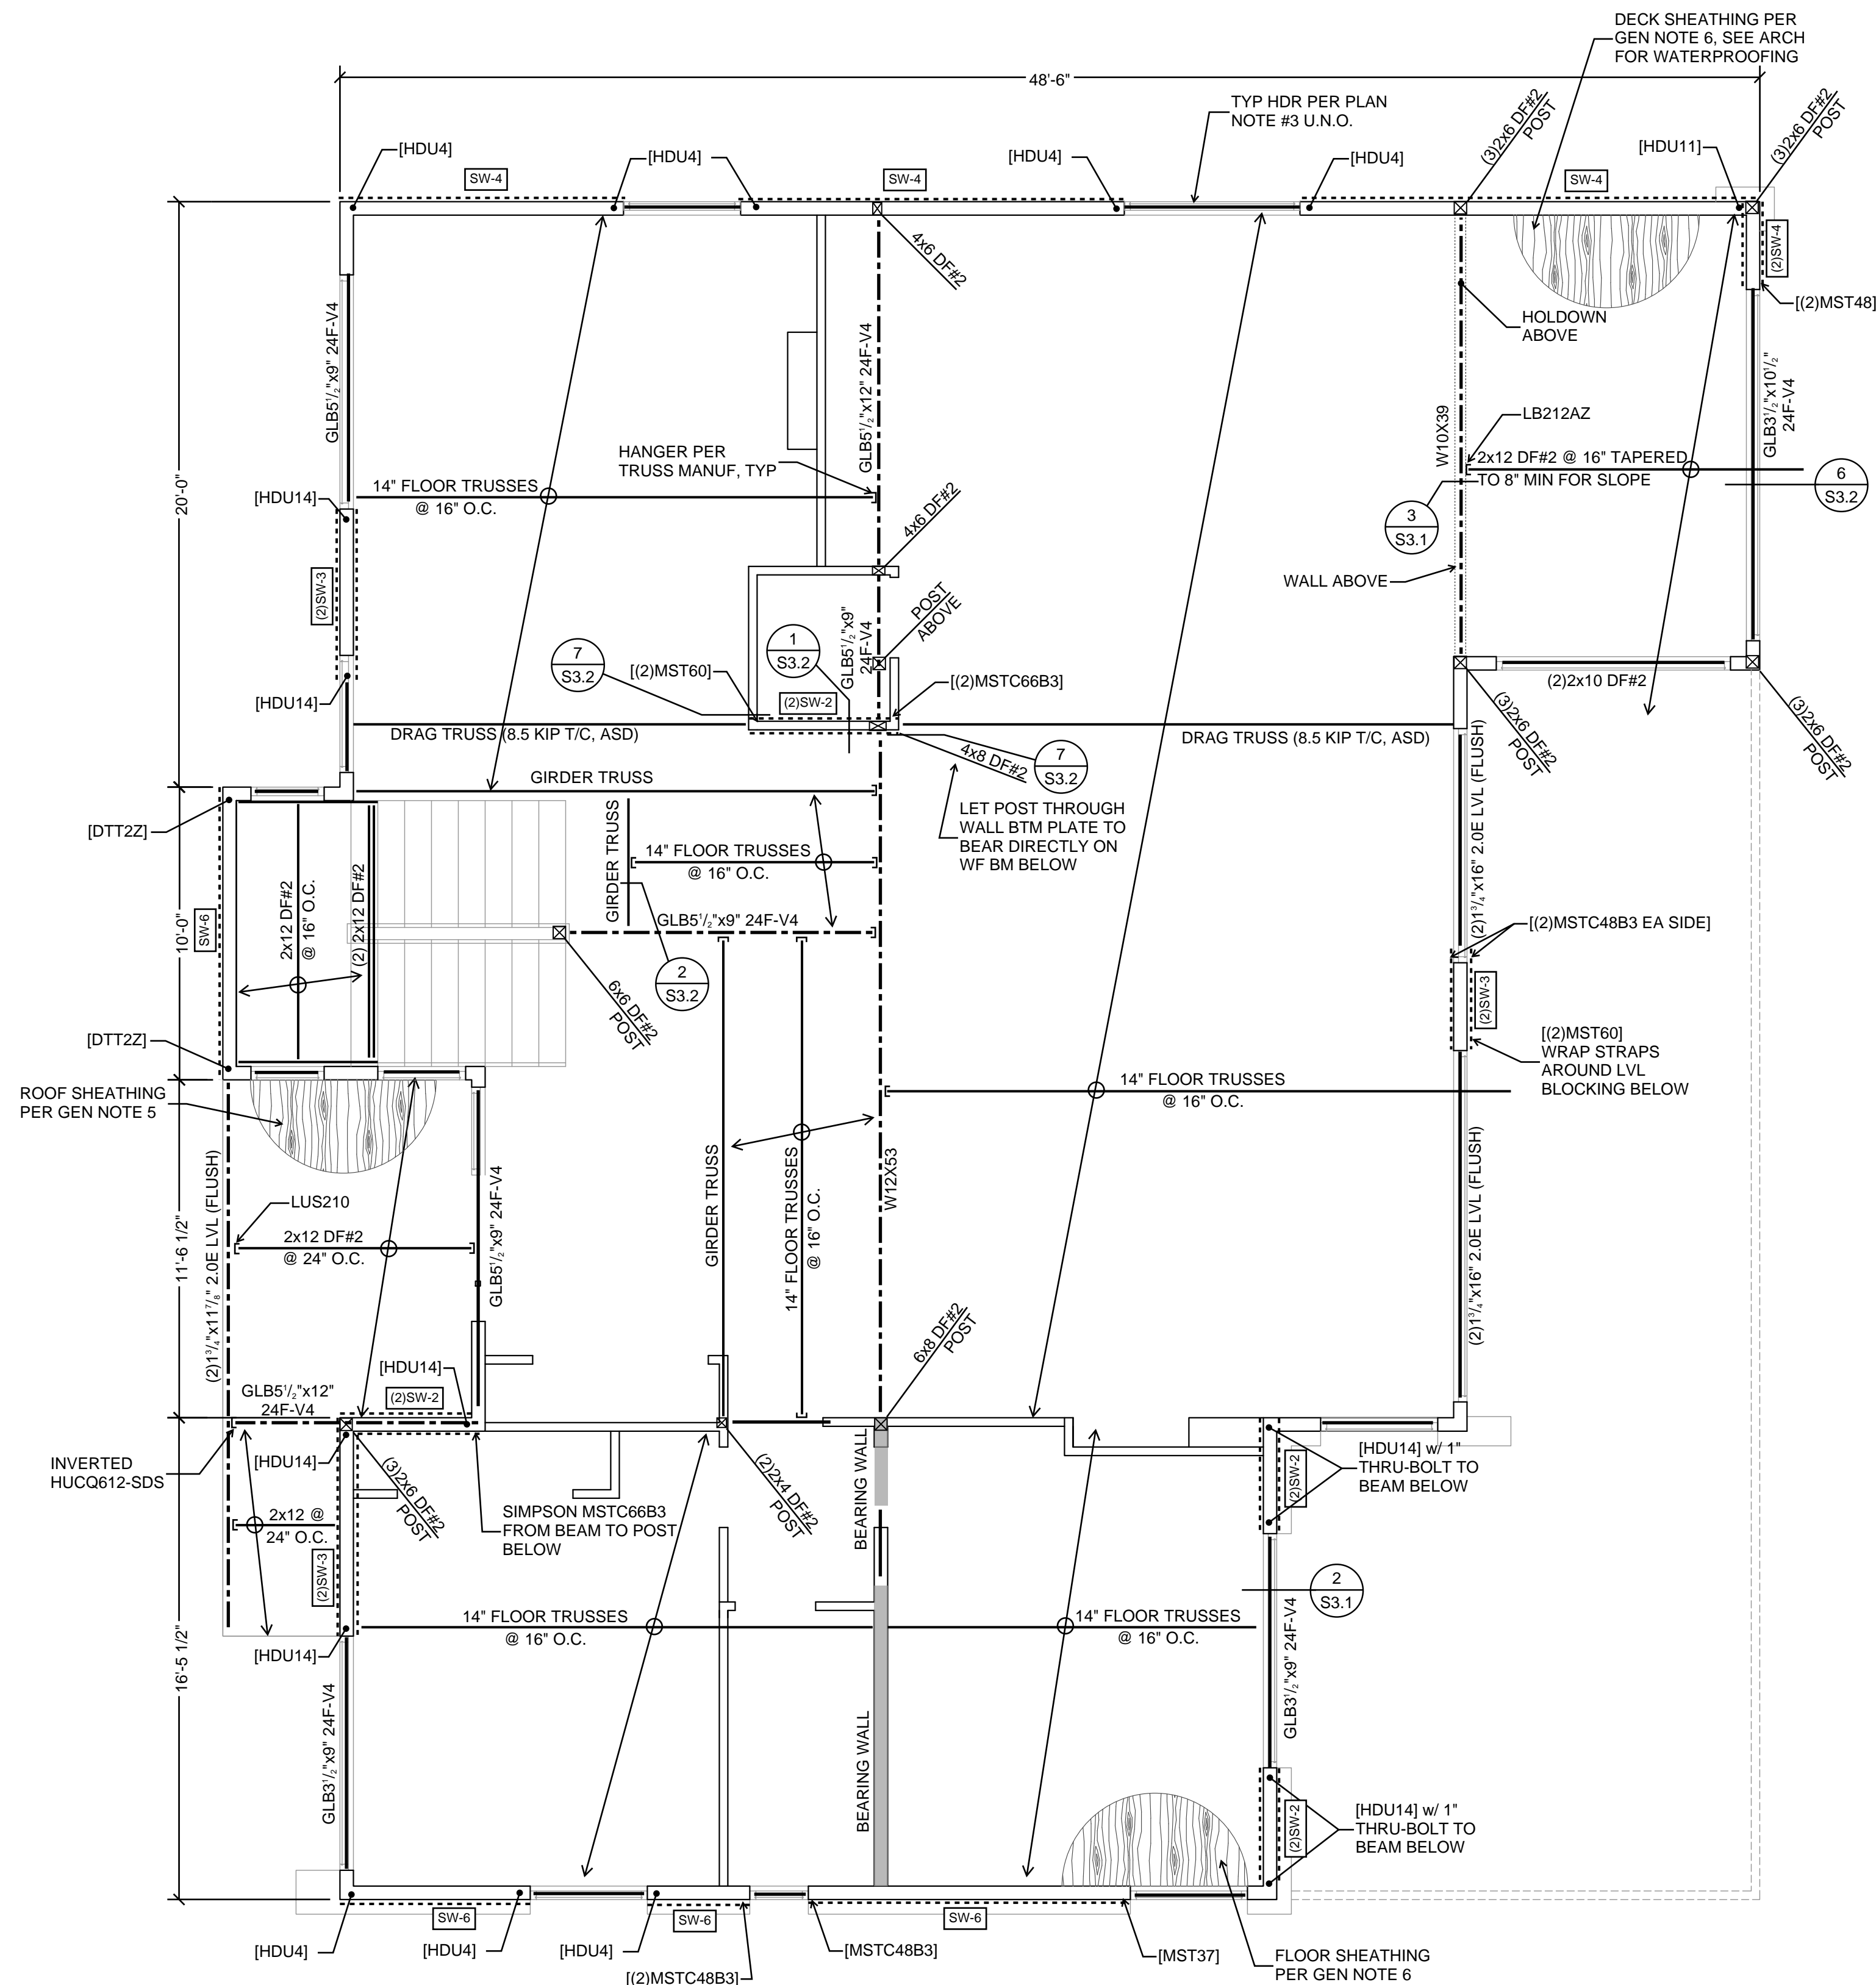 DECK SHEATHING PER
GEN NOTE 6, SEE ARCH
FOR WATERPROOFING
48'-6"
TYP HDR PER PLAN
NOTE #3 U.N.O.
(3)2x6 DF#2
POST
(3)2x6 DF#2
POST
[HDU4]
[HDU4]
[HDU4]
[HDU4]
[HDU11]
SW-4
SW-4
SW-4
(2)SW-4
4x6 DF#2
[(2)MST48]
HOLDOWN
ABOVE
GLB5 1/2"x9" 24F-V4
GLB5 1/2"x12" 24F-V4
GLB3 1/2"x10 1/2"
24F-V4
W10X39
LB212AZ
2x12 DF#2 @ 16" TAPERED
TO 8" MIN FOR SLOPE
6
S3.2
HANGER PER
TRUSS MANUF, TYP
14" FLOOR TRUSSES
@ 16" O.C.
[HDU14]
20'-0"
4x6 DF#2
3
S3.1
WALL ABOVE
(2)SW-3
POST
ABOVE
GLB5 1/2"x9"
24F-V4
1
S3.2
7
S3.2
[(2)MST60]
(2)SW-2
[(2)MSTC66B3]
[HDU14]
(2)2x10 DF#2
(3)2x6 DF#2
POST
(3)2x6 DF#2
POST
DRAG TRUSS (8.5 KIP T/C, ASD)
DRAG TRUSS (8.5 KIP T/C, ASD)
4x8 DF#2
7
S3.2
GIRDER TRUSS
LET POST THROUGH
WALL BTM PLATE TO
BEAR DIRECTLY ON
WF BM BELOW
[DTT2Z]
GIRDER TRUSS
14" FLOOR TRUSSES
@ 16" O.C.
(2)1 3/4"x16" 2.0E LVL (FLUSH)
10'-0"
SW-6
2x12 DF#2
@ 16" O.C.
(2) 2x12 DF#2
GLB5 1/2"x9" 24F-V4
[(2)MSTC48B3 EA SIDE]
2
S3.2
6x6 DF#2
POST
(2)SW-3
[(2)MST60]
WRAP STRAPS
AROUND LVL
BLOCKING BELOW
[DTT2Z]
ROOF SHEATHING
PER GEN NOTE 5
14" FLOOR TRUSSES
@ 16" O.C.
11'-6 1/2"
(2)1 3/4"x11 7/8" 2.0E LVL (FLUSH)
LUS210
2x12 DF#2
@ 24" O.C.
GLB5 1/2"x9" 24F-V4
GIRDER TRUSS
14" FLOOR TRUSSES
@ 16" O.C.
W12X53
(2)1 3/4"x16" 2.0E LVL (FLUSH)
6x8 DF#2
POST
[HDU14]
(2)SW-2
GLB5 1/2"x12"
24F-V4
INVERTED
HUCQ612-SDS
[HDU14]
(3)2x6 DF#2
POST
SIMPSON MSTC66B3
FROM BEAM TO POST
BELOW
(2)2x4 DF#2
POST
BEARING WALL
(2)SW-2
[HDU14] w/ 1"
THRU-BOLT TO
BEAM BELOW
2x12 @
24" O.C.
(2)SW-3
2
S3.1
14" FLOOR TRUSSES
@ 16" O.C.
14" FLOOR TRUSSES
@ 16" O.C.
[HDU14]
16'-5 1/2"
GLB3 1/2"x9" 24F-V4
GLB3 1/2"x9" 24F-V4
BEARING WALL
(2)SW-2
[HDU14] w/ 1"
THRU-BOLT TO
BEAM BELOW
SW-6
SW-6
SW-6
[HDU4]
[HDU4]
[HDU4]
[(2)MSTC48B3]
[MSTC48B3]
[MST37]
FLOOR SHEATHING
PER GEN NOTE 6